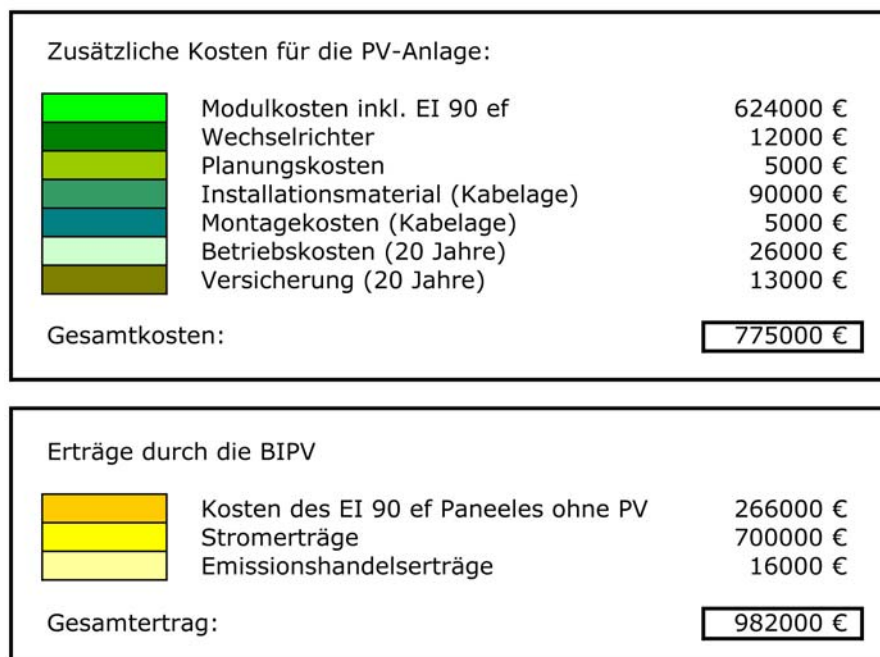 Zusätzliche Kosten für die PV-Anlage:
Modulkosten inkl. EI 90 ef 624000 €
Wechselrichter 12000 €
Planungskosten 5000 €
Installationsmaterial (Kabelage) 90000 €
Montagekosten (Kabelage) 5000 €
Betriebskosten (20 Jahre) 26000 €
Versicherung (20 Jahre) 13000 €
Gesamtkosten: 775000 €
Erträge durch die BIPV
Kosten des EI 90 ef Paneeles ohne PV 266000 €
Stromerträge 700000 €
Emissionshandelserträge 16000 €
Gesamtertrag: 982000 €